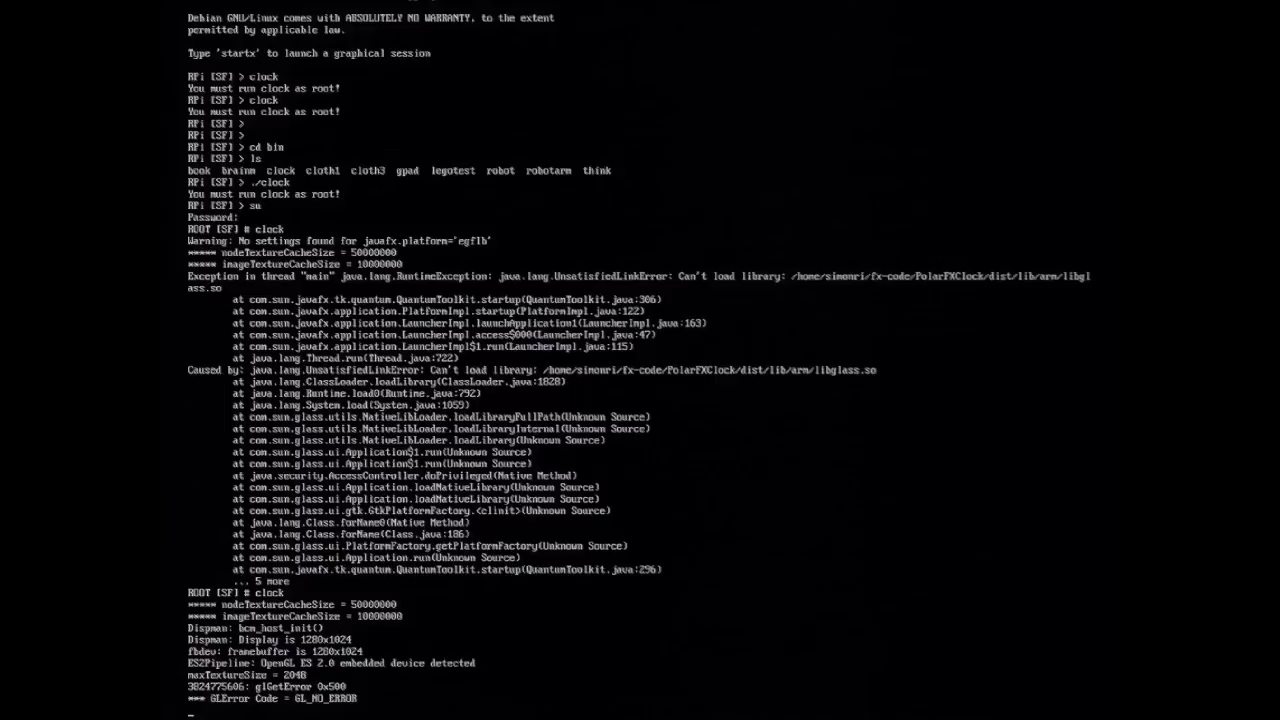 Debian GNU/Linux comes with ABSOLUTELY NO WARRANTY, to the extent
permitted by applicable law.
Type 'startx' to launch a graphical session
RPi [SF] > clock
You must run clock as root!
RPi [SF] > clock
You must run clock as root!
RPi [SF] >
RPi [SF] >
RPi [SF] > cd bin
RPi [SF] > ls
book  brainm  clock  cloth1  cloth3  gpad  legotest  robot  robotarm  think
RPi [SF] > ./clock
You must run clock as root!
RPi [SF] > su
Password:
ROOT [SF] # clock
Warning: No settings found for javafx.platform='egflb'
***** nodeTextureCacheSize = 50000000
***** imageTextureCacheSize = 10000000
Exception in thread "main" java.lang.RuntimeException: java.lang.UnsatisfiedLinkError: Can't load library: /home/simonri/fx-code/PolarFXClock/dist/lib/arm/libgl
ass.so
at com.sun.javafx.tk.quantum.QuantumToolkit.startup(QuantumToolkit.java:306)
at com.sun.javafx.application.PlatformImpl.startup(PlatformImpl.java:122)
at com.sun.javafx.application.LauncherImpl.launchApplication1(LauncherImpl.java:163)
at com.sun.javafx.application.LauncherImpl.access$000(LauncherImpl.java:47)
at com.sun.javafx.application.LauncherImpl$1.run(LauncherImpl.java:115)
at java.lang.Thread.run(Thread.java:722)
Caused by: java.lang.UnsatisfiedLinkError: Can't load library: /home/simonri/fx-code/PolarFXClock/dist/lib/arm/libglass.so
at java.lang.ClassLoader.loadLibrary(ClassLoader.java:1828)
at java.lang.Runtime.load0(Runtime.java:792)
at java.lang.System.load(System.java:1059)
at com.sun.glass.utils.NativeLibLoader.loadLibraryFullPath(Unknown Source)
at com.sun.glass.utils.NativeLibLoader.loadLibraryInternal(Unknown Source)
at com.sun.glass.utils.NativeLibLoader.loadLibrary(Unknown Source)
at com.sun.glass.ui.Application$1.run(Unknown Source)
at com.sun.glass.ui.Application$1.run(Unknown Source)
at java.security.AccessController.doPrivileged(Native Method)
at com.sun.glass.ui.Application.loadNativeLibrary(Unknown Source)
at com.sun.glass.ui.Application.loadNativeLibrary(Unknown Source)
at com.sun.glass.ui.gtk.GtkPlatformFactory.<clinit>(Unknown Source)
at java.lang.Class.forName0(Native Method)
at java.lang.Class.forName(Class.java:186)
at com.sun.glass.ui.PlatformFactory.getPlatformFactory(Unknown Source)
at com.sun.glass.ui.Application.run(Unknown Source)
at com.sun.javafx.tk.quantum.QuantumToolkit.startup(QuantumToolkit.java:296)
... 5 more
ROOT [SF] # clock
***** nodeTextureCacheSize = 50000000
***** imageTextureCacheSize = 10000000
Dispman: bcm_host_init()
Dispman: Display is 1280x1024
fbdev: framebuffer is 1280x1024
ES2Pipeline: OpenGL ES 2.0 embedded device detected
maxTextureSize = 2048
3824775606: glGetError 0x500
*** GLError Code = GL_NO_ERROR